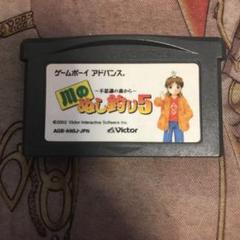 ゲームボーイ アドバンス
川のぬし釣り5
〜不思議の森から〜
©2002 Victor Interactive Software Inc.
AGB-AN5J-JPN
Victor